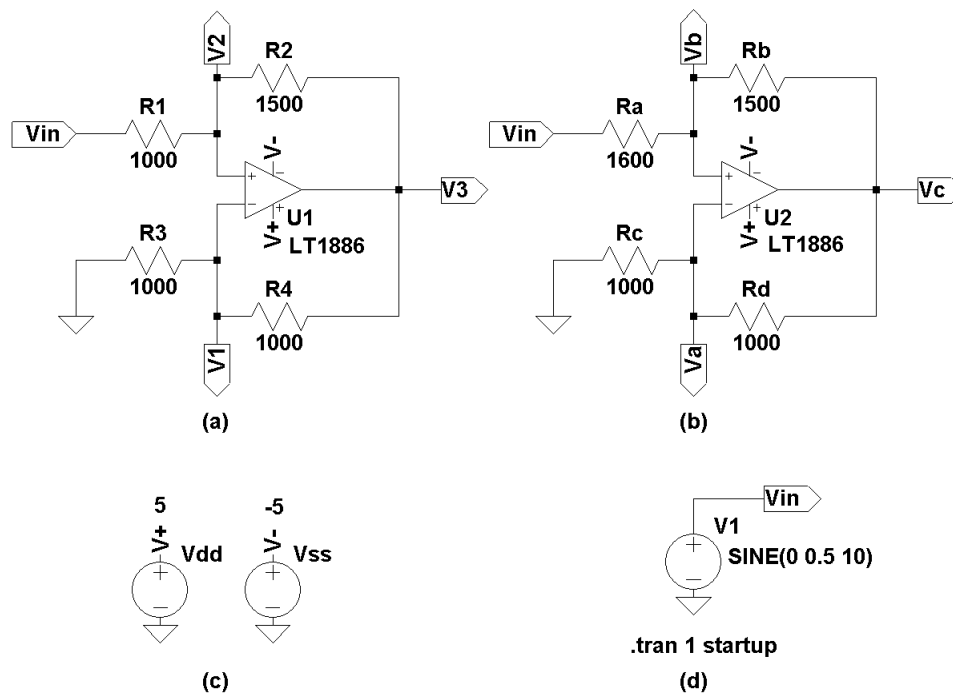 V2
R2
1500
R1
Vin
1000
V-
+
−
V3
−
+
U1
V+
LT1886
R3
1000
R4
1000
V1
(a)
Vb
Rb
1500
Ra
Vin
1600
V-
+
−
Vc
−
+
U2
V+
LT1886
Rc
1000
Rd
1000
Va
(b)
5
V+
Vdd
+
−
-5
V-
Vss
+
−
(c)
Vin
V1
+
−
SINE(0 0.5 10)
.tran 1 startup
(d)